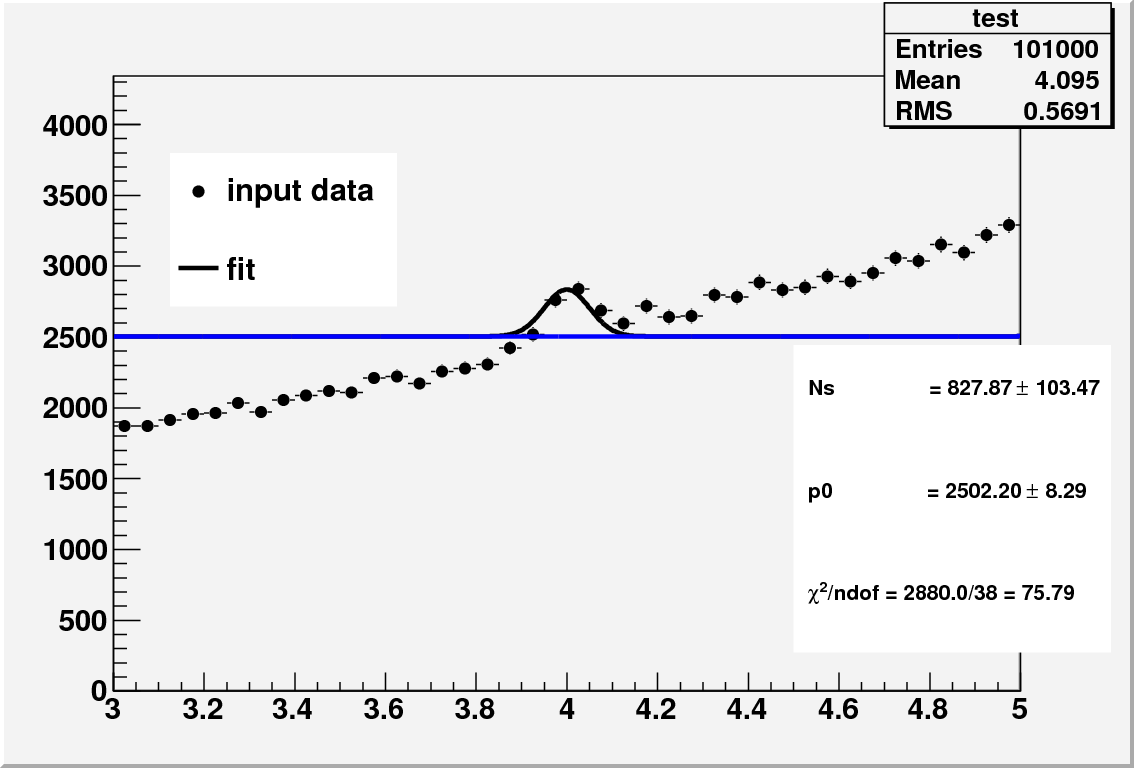 test
Entries 101000
Mean 4.095
RMS 0.5691
4000
3500
3000
2500
2000
1500
1000
500
0
input data
fit
Ns = 827.87 ± 103.47
p0 = 2502.20 ± 8.29
χ²/ndof = 2880.0/38 = 75.79
3 3.2 3.4 3.6 3.8 4 4.2 4.4 4.6 4.8 5